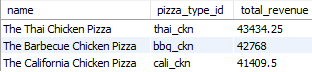 name pizza_type_id total_revenue
The Thai Chicken Pizza thai_ckn 43434.25
The Barbecue Chicken Pizza bbq_ckn 42768
The California Chicken Pizza cali_ckn 41409.5